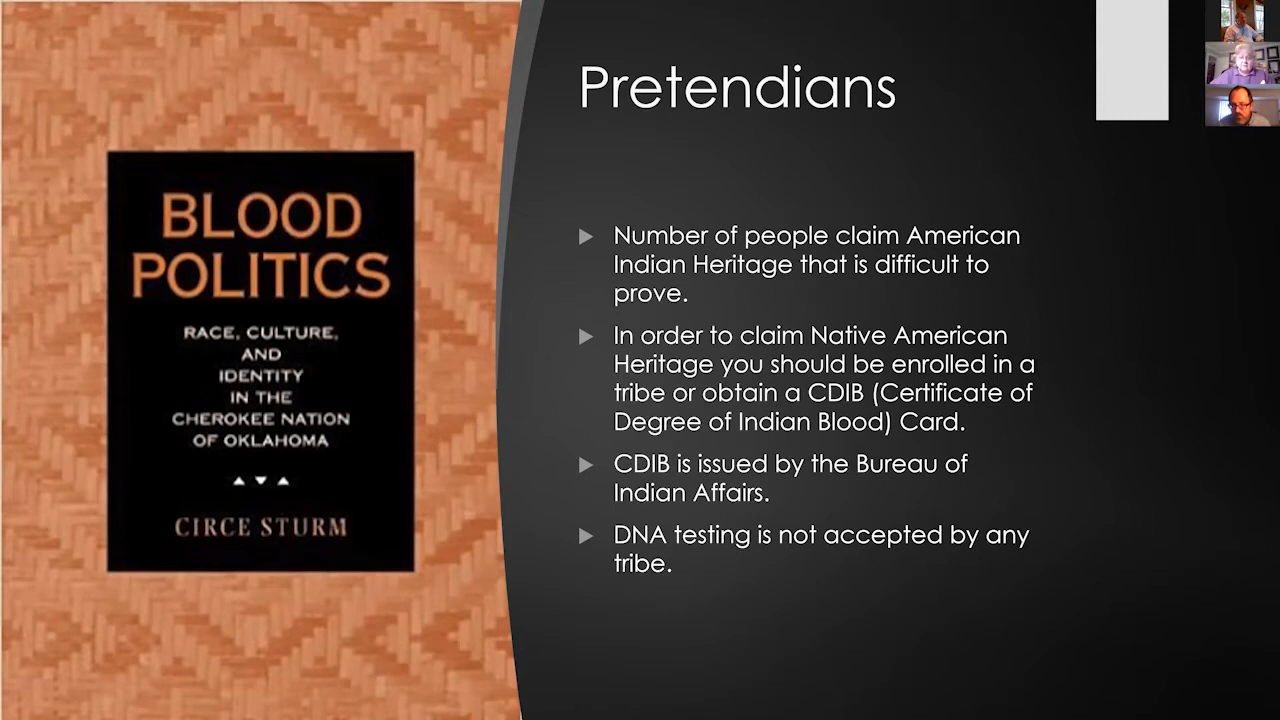 BLOOD
POLITICS
RACE, CULTURE,
AND
IDENTITY
IN THE
CHEROKEE NATION
OF OKLAHOMA
CIRCE STURM
Pretendians
Number of people claim American
Indian Heritage that is difficult to
prove.
In order to claim Native American
Heritage you should be enrolled in a
tribe or obtain a CDIB (Certificate of
Degree of Indian Blood) Card.
CDIB is issued by the Bureau of
Indian Affairs.
DNA testing is not accepted by any
tribe.